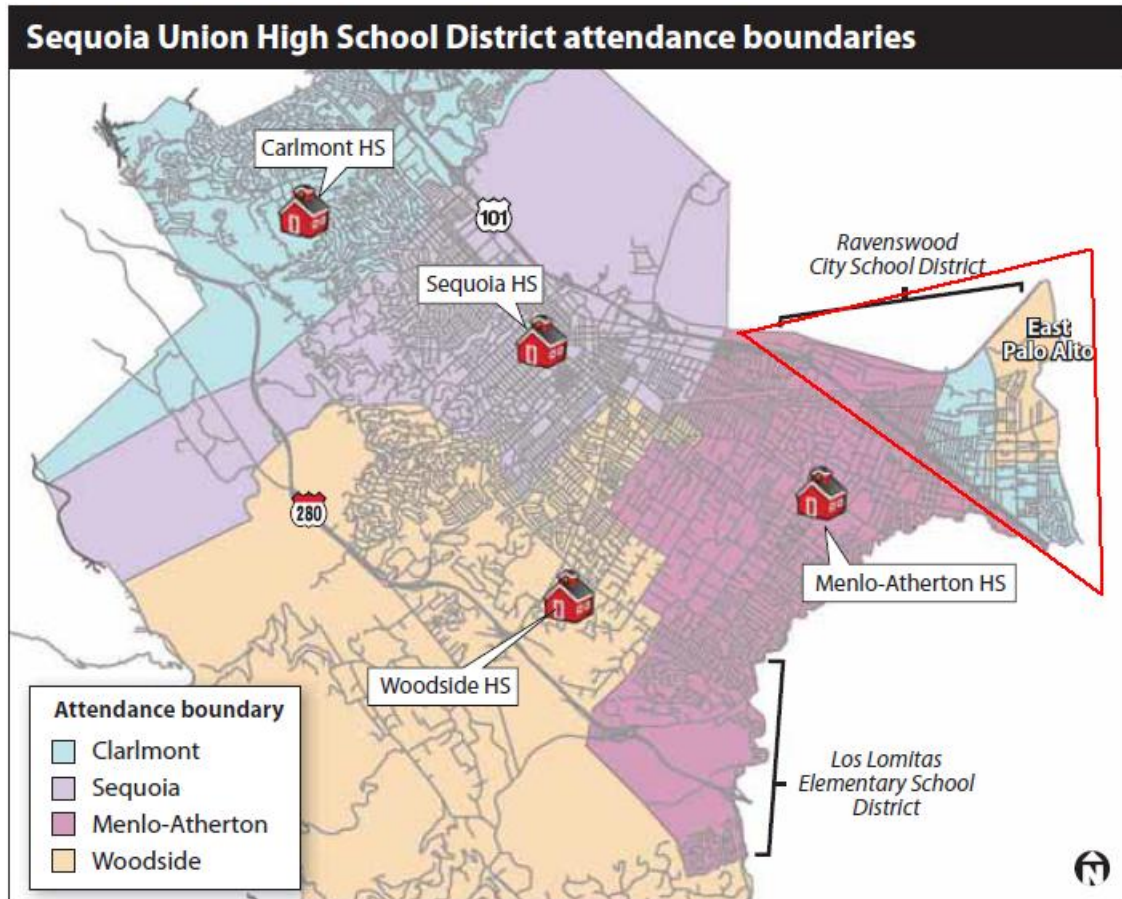 Sequoia Union High School District attendance boundaries
Carlmont HS
101
Ravenswood
City School District
Sequoia HS
East
Palo Alto
280
Menlo-Atherton HS
Woodside HS
Attendance boundary
Clarlmont
Sequoia
Menlo-Atherton
Woodside
Los Lomitas
Elementary School
District
N